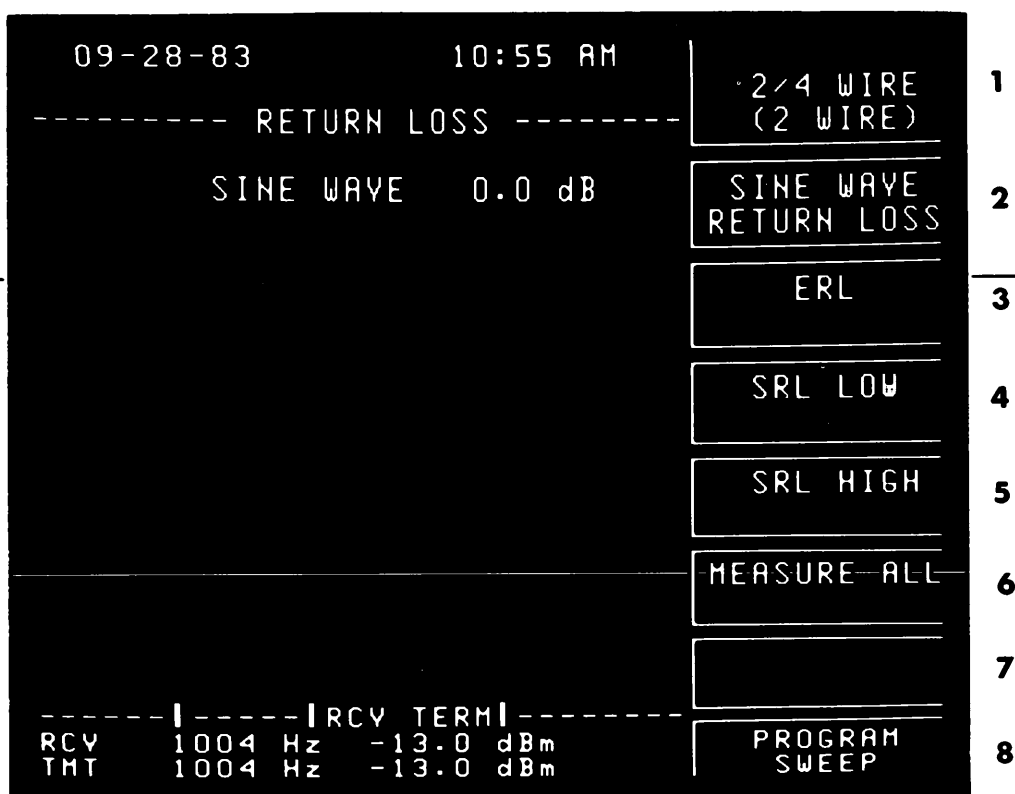 09-28-83 10:55 AM
--------- RETURN LOSS --------
SINE WAVE 0.0 dB
2/4 WIRE
(2 WIRE)
1
SINE WAVE
RETURN LOSS
2
ERL
3
SRL LOW
4
SRL HIGH
5
MEASURE ALL
6
7
------|-----|RCV TERM|--------
RCV 1004 Hz -13.0 dBm
TMT 1004 Hz -13.0 dBm
PROGRAM
SWEEP
8